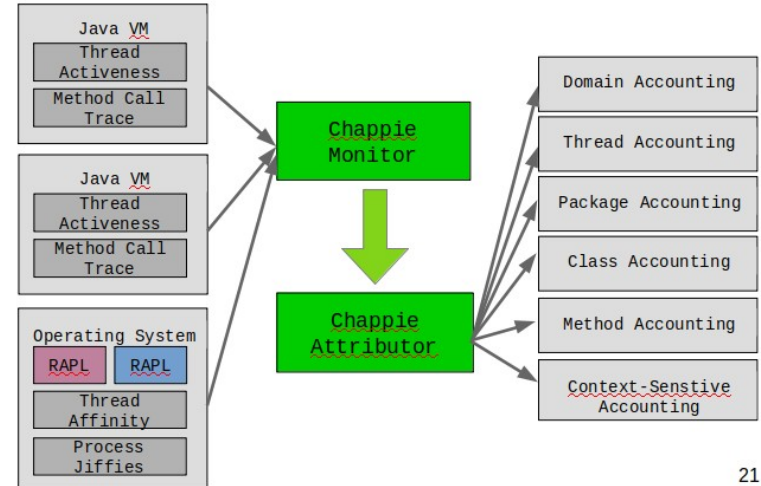 Java VM
Thread
Activeness
Method Call
Trace
Java VM
Thread
Activeness
Method Call
Trace
Operating System
RAPL
RAPL
Thread
Affinity
Process
Jiffies
Chappie
Monitor
Chappie
Attributor
Domain Accounting
Thread Accounting
Package Accounting
Class Accounting
Method Accounting
Context-Senstive
Accounting
21